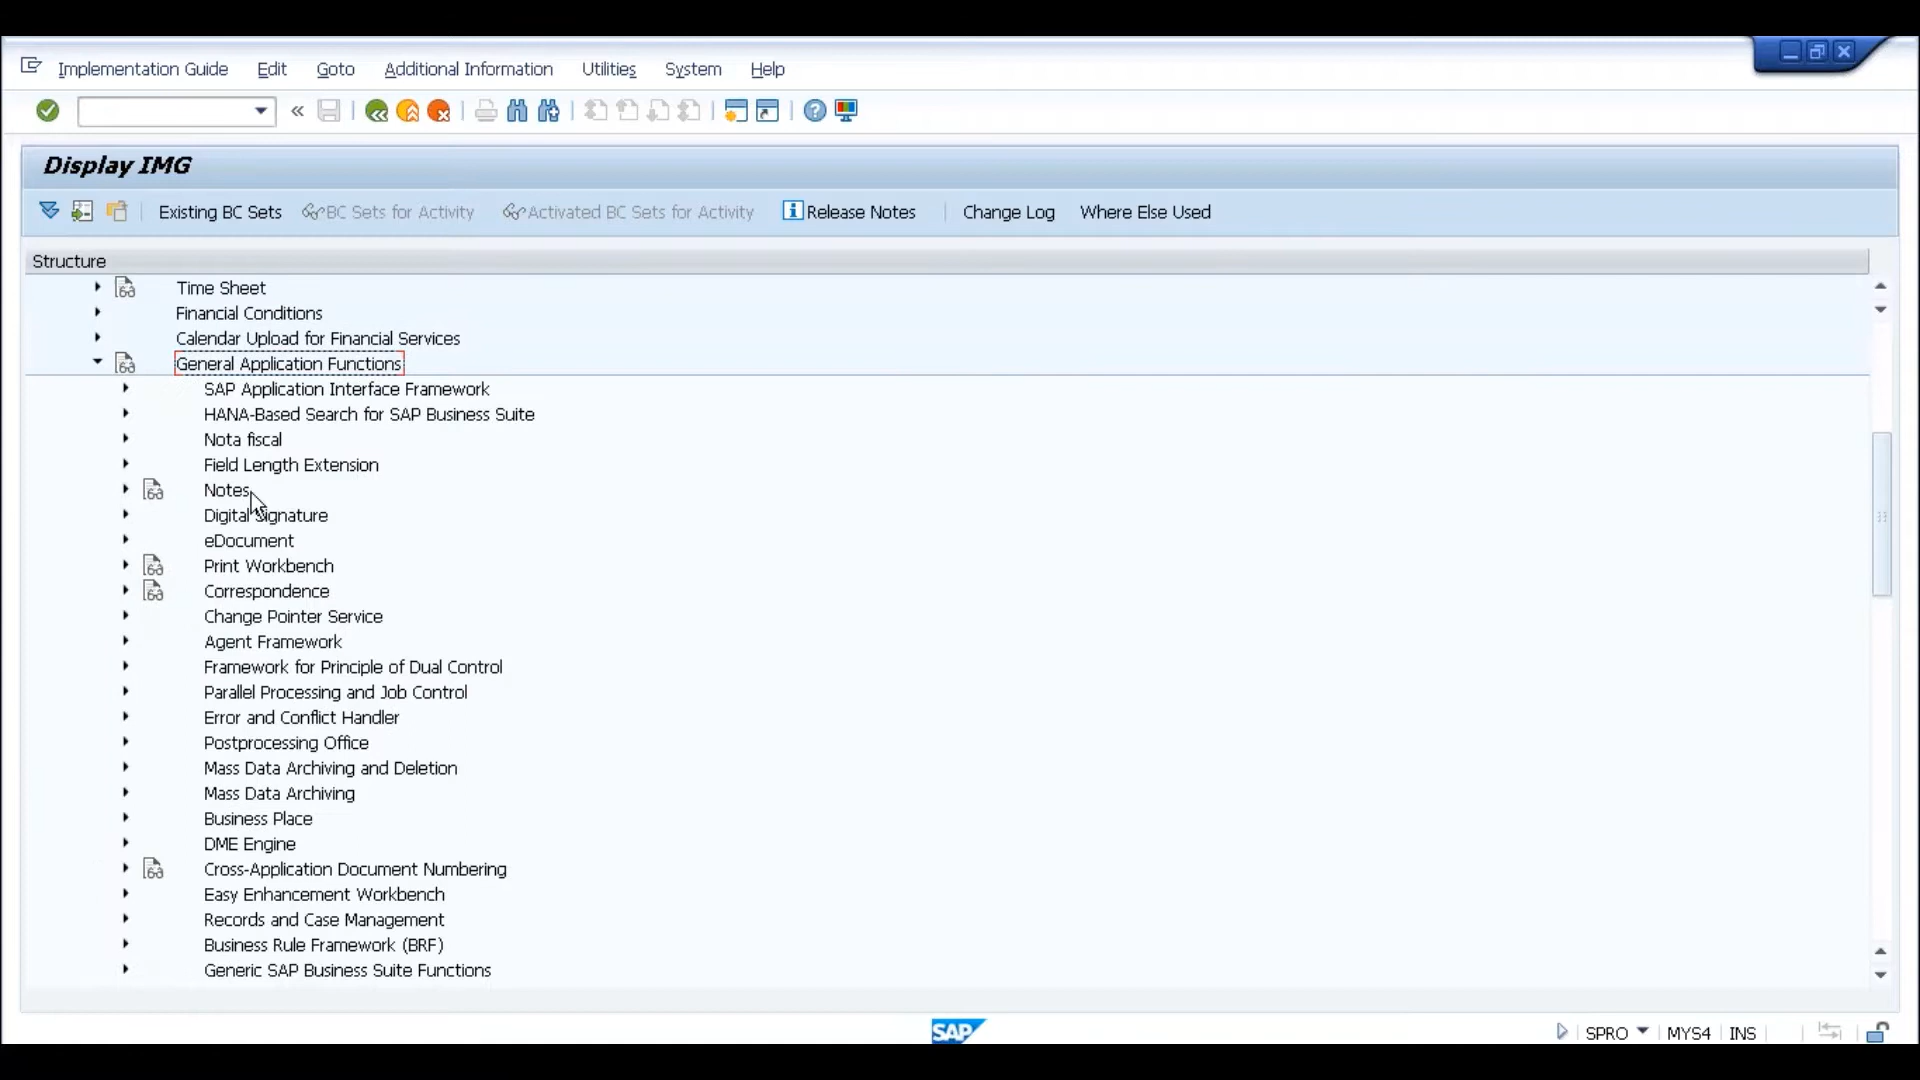 Implementation Guide Edit Goto Additional Information Utilities System Help
Display IMG
Existing BC Sets BC Sets for Activity Activated BC Sets for Activity Release Notes Change Log Where Else Used
Structure
Time Sheet
Financial Conditions
Calendar Upload for Financial Services
General Application Functions
SAP Application Interface Framework
HANA-Based Search for SAP Business Suite
Nota fiscal
Field Length Extension
Notes
Digital Signature
eDocument
Print Workbench
Correspondence
Change Pointer Service
Agent Framework
Framework for Principle of Dual Control
Parallel Processing and Job Control
Error and Conflict Handler
Postprocessing Office
Mass Data Archiving and Deletion
Mass Data Archiving
Business Place
DME Engine
Cross-Application Document Numbering
Easy Enhancement Workbench
Records and Case Management
Business Rule Framework (BRF)
Generic SAP Business Suite Functions
SAP SPRO MYS4 INS